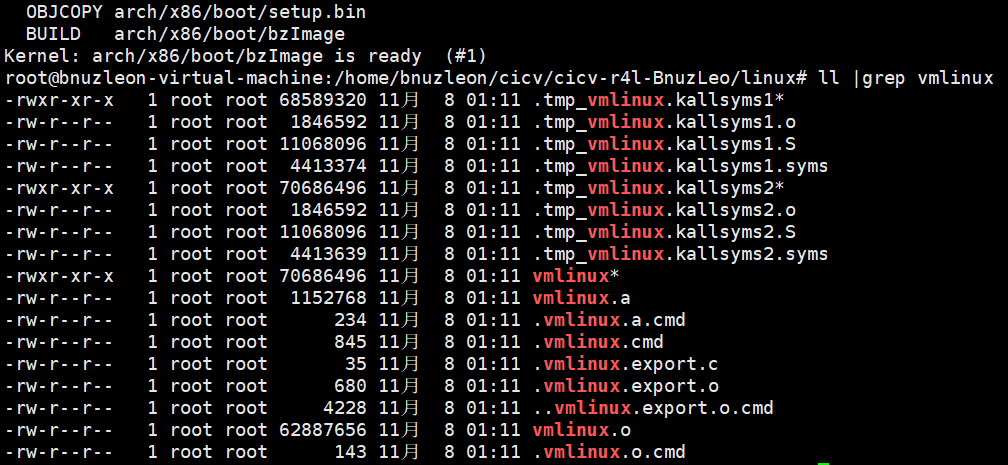 OBJCOPY arch/x86/boot/setup.bin
  BUILD   arch/x86/boot/bzImage
Kernel: arch/x86/boot/bzImage is ready  (#1)
root@bnuzleon-virtual-machine:/home/bnuzleon/cicv/cicv-r4l-BnuzLeo/linux# ll |grep vmlinux
-rwxr-xr-x   1 root root 68589320 11月  8 01:11 .tmp_vmlinux.kallsyms1*
-rw-r--r--   1 root root  1846592 11月  8 01:11 .tmp_vmlinux.kallsyms1.o
-rw-r--r--   1 root root 11068096 11月  8 01:11 .tmp_vmlinux.kallsyms1.S
-rw-r--r--   1 root root  4413374 11月  8 01:11 .tmp_vmlinux.kallsyms1.syms
-rwxr-xr-x   1 root root 70686496 11月  8 01:11 .tmp_vmlinux.kallsyms2*
-rw-r--r--   1 root root  1846592 11月  8 01:11 .tmp_vmlinux.kallsyms2.o
-rw-r--r--   1 root root 11068096 11月  8 01:11 .tmp_vmlinux.kallsyms2.S
-rw-r--r--   1 root root  4413639 11月  8 01:11 .tmp_vmlinux.kallsyms2.syms
-rwxr-xr-x   1 root root 70686496 11月  8 01:11 vmlinux*
-rw-r--r--   1 root root  1152768 11月  8 01:11 vmlinux.a
-rw-r--r--   1 root root      234 11月  8 01:11 .vmlinux.a.cmd
-rw-r--r--   1 root root      845 11月  8 01:11 .vmlinux.cmd
-rw-r--r--   1 root root       35 11月  8 01:11 .vmlinux.export.c
-rw-r--r--   1 root root      680 11月  8 01:11 .vmlinux.export.o
-rw-r--r--   1 root root     4228 11月  8 01:11 ..vmlinux.export.o.cmd
-rw-r--r--   1 root root 62887656 11月  8 01:11 vmlinux.o
-rw-r--r--   1 root root      143 11月  8 01:11 .vmlinux.o.cmd